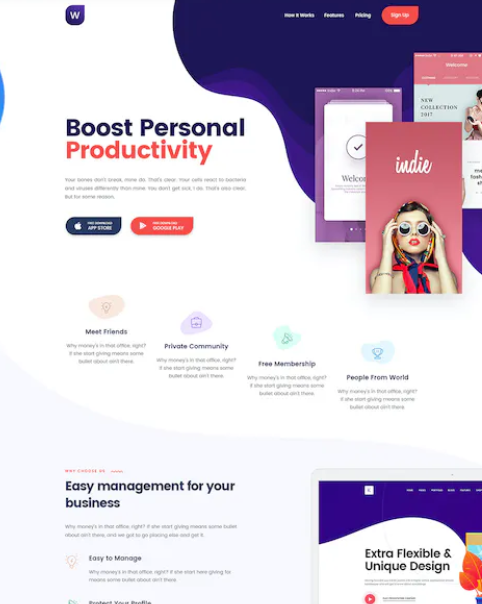 W
How It Works Features Pricing Sign Up
Boost Personal
Productivity
Your bones don't break, mine do. That's clear. Your cells react to bacteria
and viruses differently than mine. You don't get sick, I do. That's also clear.
But for some reason.
FREE DOWNLOAD
APP STORE
FREE DOWNLOAD
GOOGLE PLAY
Welcome
NEW
COLLECTION
2017
indie
Meet Friends
Why money's in that office, right?
If she start giving means some
bullet about ain't there.
Private Community
Why money's in that office, right?
If she start giving means some
bullet about ain't there.
Free Membership
Why money's in that office, right?
If she start giving means some
bullet about ain't there.
People From World
Why money's in that office, right?
If she start giving means some
bullet about ain't there.
WHY CHOOSE US
Easy management for your
business
Why money's in that office, right? If she start giving means some bullet
about ain't there, and we got to go placing else and get it.
Easy to Manage
Why money's in that office, right? If she start here giving for
means some bullet about ain't there.
Protect Your Profile
Extra Flexible &
Unique Design